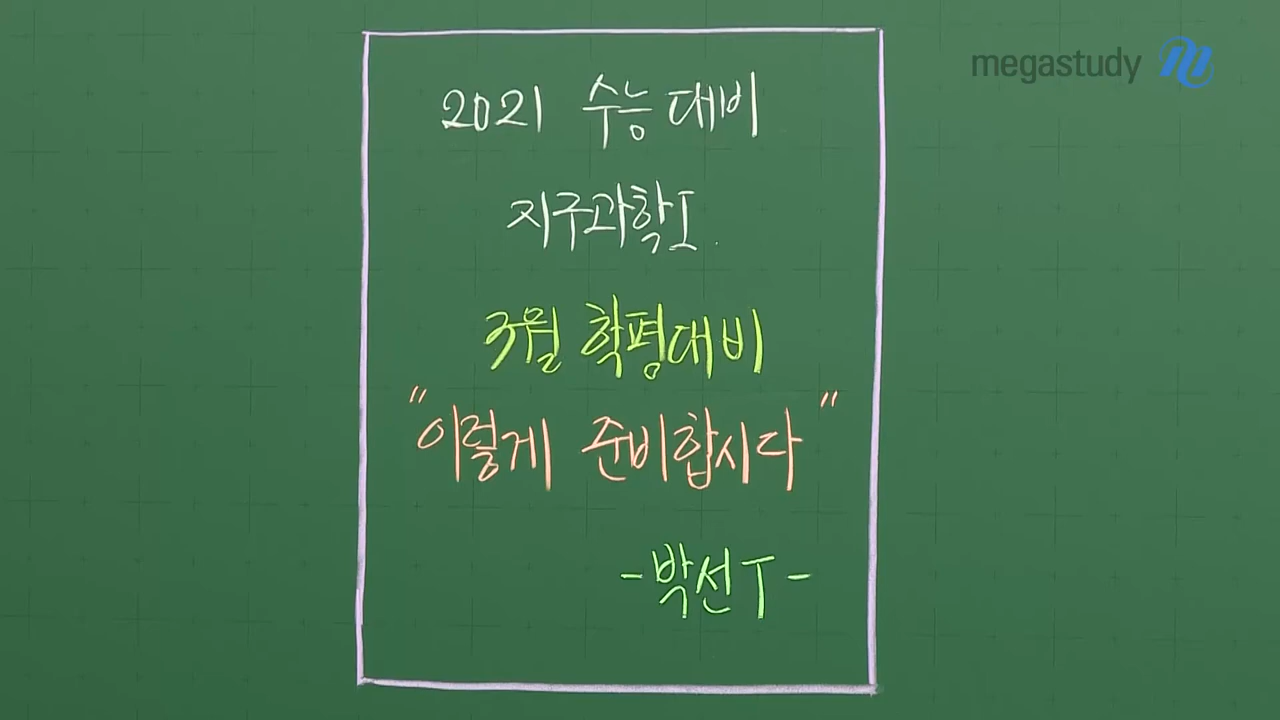 megastudy
2021 수능 대비
지구과학I
3월 학평대비
"이렇게 준비합시다"
-박선T-